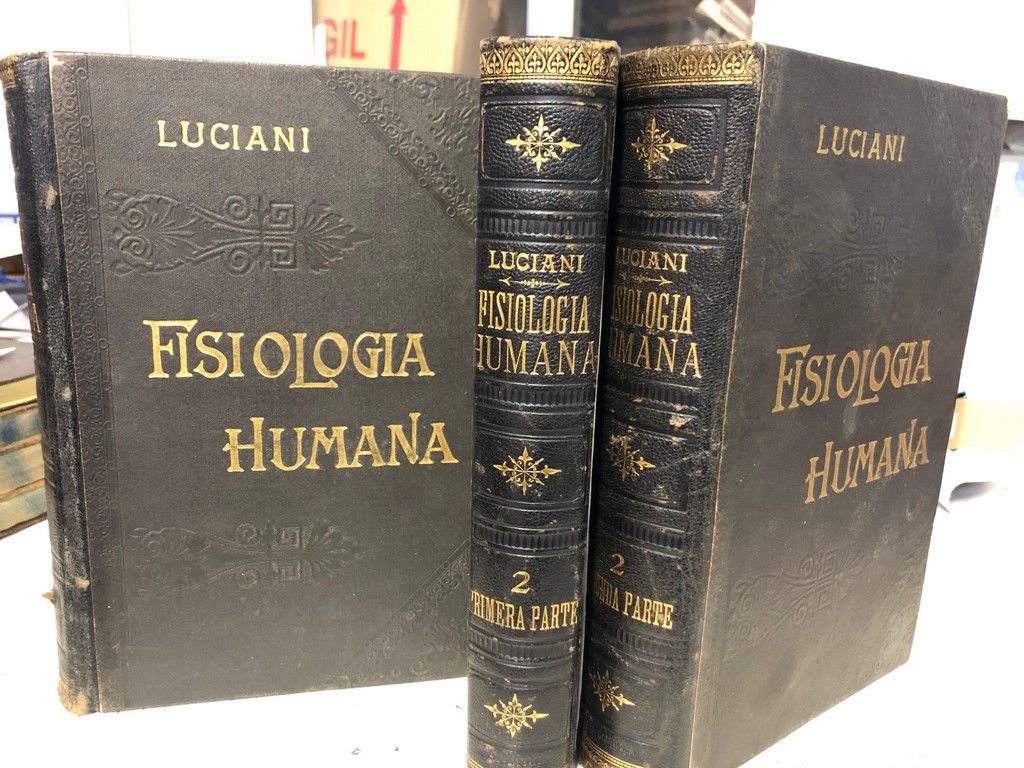 GIL
LUCIANI
FISIOLOGIA
HUMANA
LUCIANI
FISIOLOGIA
HUMANA
2
PRIMERA PARTE
LUCIANI
FISIOLOGIA
HUMANA
2
PARTE
LUCIANI
FISIOLOGIA
HUMANA